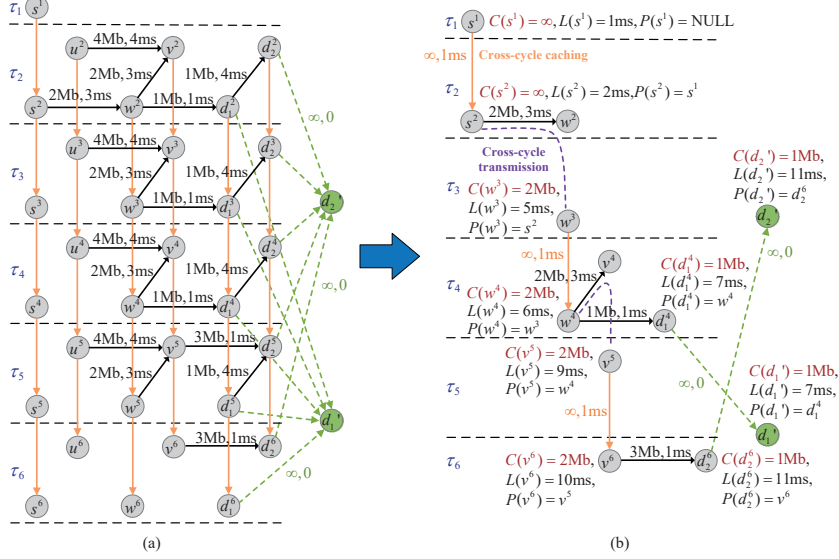 τ₁
s¹
τ₂
u² 4Mb,4ms v² d₂²
2Mb,3ms 1Mb,4ms
2Mb,3ms 1Mb,1ms
s² w² d₁²
∞,0
τ₃
u³ 4Mb,4ms v³ d₂³
2Mb,3ms 1Mb,4ms
1Mb,1ms
s³ w³ d₁³
d₂'
τ₄
u⁴ 4Mb,4ms v⁴ d₂⁴
2Mb,3ms 1Mb,4ms
1Mb,1ms
s⁴ w⁴ d₁⁴
∞,0
τ₅
u⁵ 4Mb,4ms v⁵ 3Mb,1ms d₂⁵
2Mb,3ms 1Mb,4ms
s⁵ w⁵ d₁⁵
d₁'
τ₆
u⁶ v⁶ 3Mb,1ms d₂⁶
∞,0
s⁶ w⁶ d₁⁶
(a)
τ₁ s¹ C(s¹) = ∞, L(s¹) = 1ms, P(s¹) = NULL
∞,1ms Cross-cycle caching
τ₂ C(s²) = ∞, L(s²) = 2ms, P(s²) = s¹
s² 2Mb,3ms w²
Cross-cycle
transmission
τ₃
C(w³) = 2Mb,
L(w³) = 5ms,
P(w³) = s²
w³
C(d₂') = 1Mb,
L(d₂') = 11ms,
P(d₂') = d₂⁶
d₂'
∞,1ms
∞,0
τ₄
v⁴
2Mb,3ms
C(w⁴) = 2Mb,
L(w⁴) = 6ms,
P(w⁴) = w³
w⁴ 1Mb,1ms d₁⁴
C(d₁⁴) = 1Mb,
L(d₁⁴) = 7ms,
P(d₁⁴) = w⁴
τ₅
C(v⁵) = 2Mb,
L(v⁵) = 9ms,
P(v⁵) = w⁴
v⁵
∞,0
C(d₁') = 1Mb,
L(d₁') = 7ms,
P(d₁') = d₁⁴
d₁'
∞,1ms
τ₆
C(v⁶) = 2Mb,
L(v⁶) = 10ms,
P(v⁶) = v⁵
v⁶ 3Mb,1ms d₂⁶
C(d₂⁶) = 1Mb,
L(d₂⁶) = 11ms,
P(d₂⁶) = v⁶
(b)